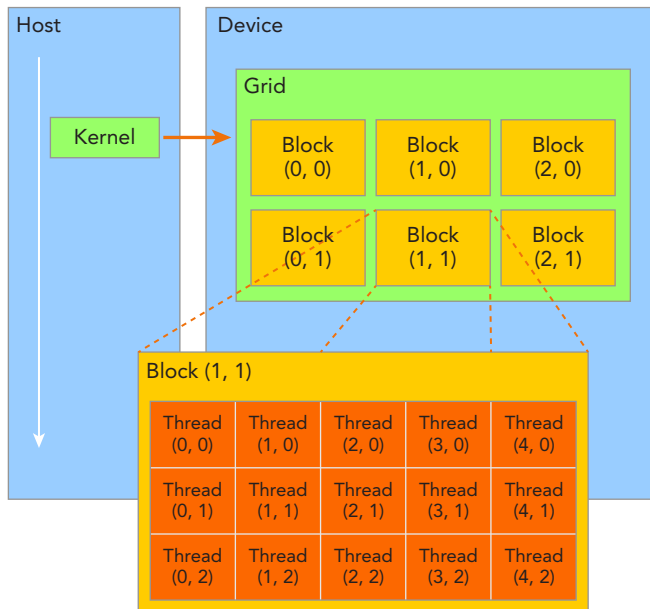 Host
Device
Grid
Kernel
Block
(0, 0)
Block
(1, 0)
Block
(2, 0)
Block
(0, 1)
Block
(1, 1)
Block
(2, 1)
Block (1, 1)
Thread
(0, 0)
Thread
(1, 0)
Thread
(2, 0)
Thread
(3, 0)
Thread
(4, 0)
Thread
(0, 1)
Thread
(1, 1)
Thread
(2, 1)
Thread
(3, 1)
Thread
(4, 1)
Thread
(0, 2)
Thread
(1, 2)
Thread
(2, 2)
Thread
(3, 2)
Thread
(4, 2)